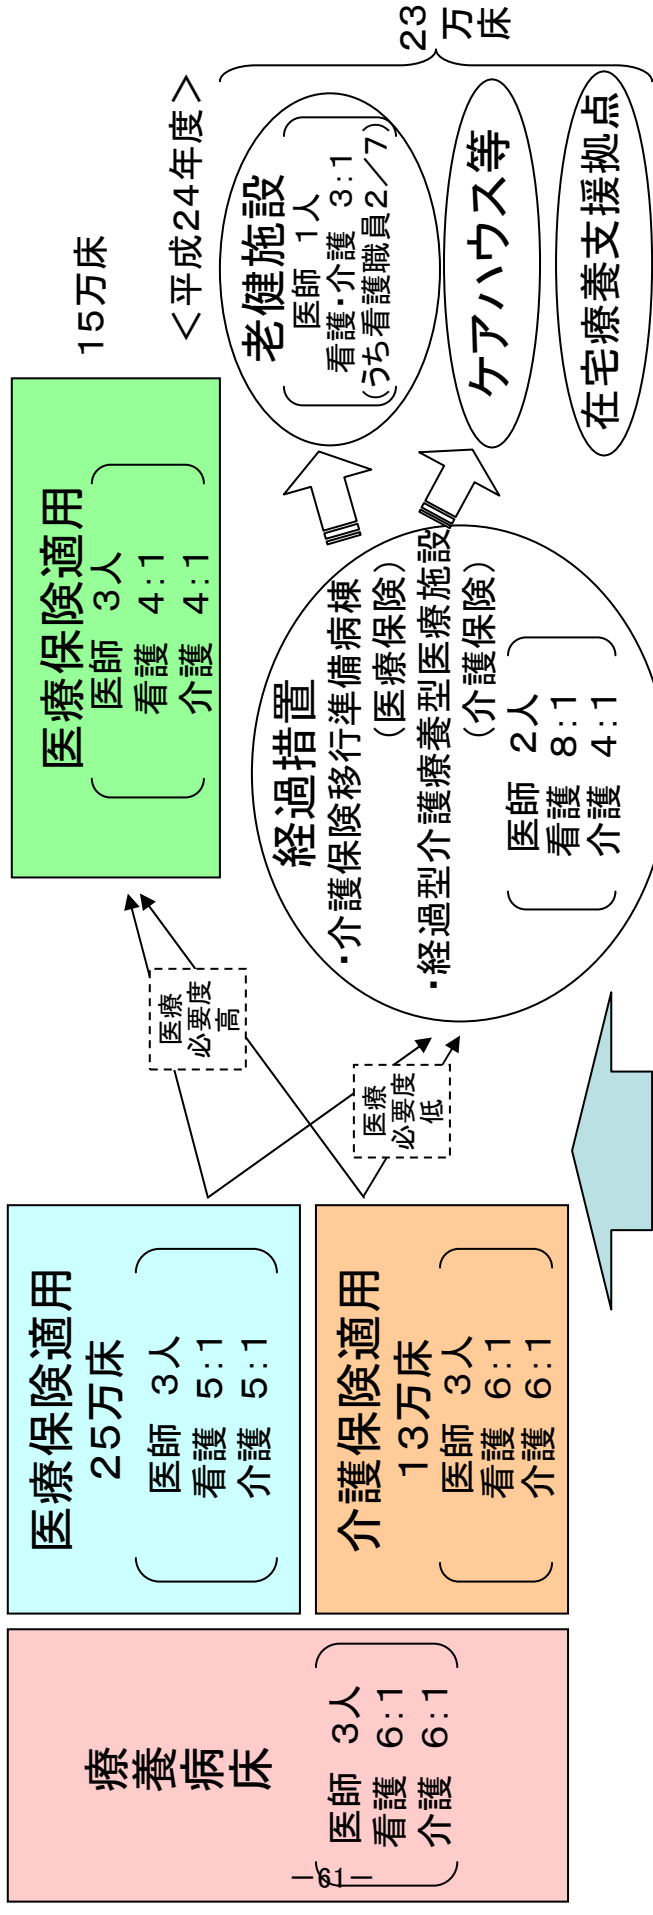 療養病床
医師 3人
看護 6:1
介護 6:1
医療保険適用
25万床
医師 3人
看護 5:1
介護 5:1
介護保険適用
13万床
医師 3人
看護 6:1
介護 6:1
医療
必要度
高
医療
必要度
低
医療保険適用
医師 3人
看護 4:1
介護 4:1
15万床
経過措置
・介護保険移行準備病棟
(医療保険)
・経過型介護療養型医療施設
(介護保険)
医師 2人
看護 8:1
介護 4:1
<平成24年度>
老健施設
医師 1人
看護・介護 3:1
(うち看護職員2/7)
ケアハウス等
在宅療養支援拠点
23
万
床
-61-